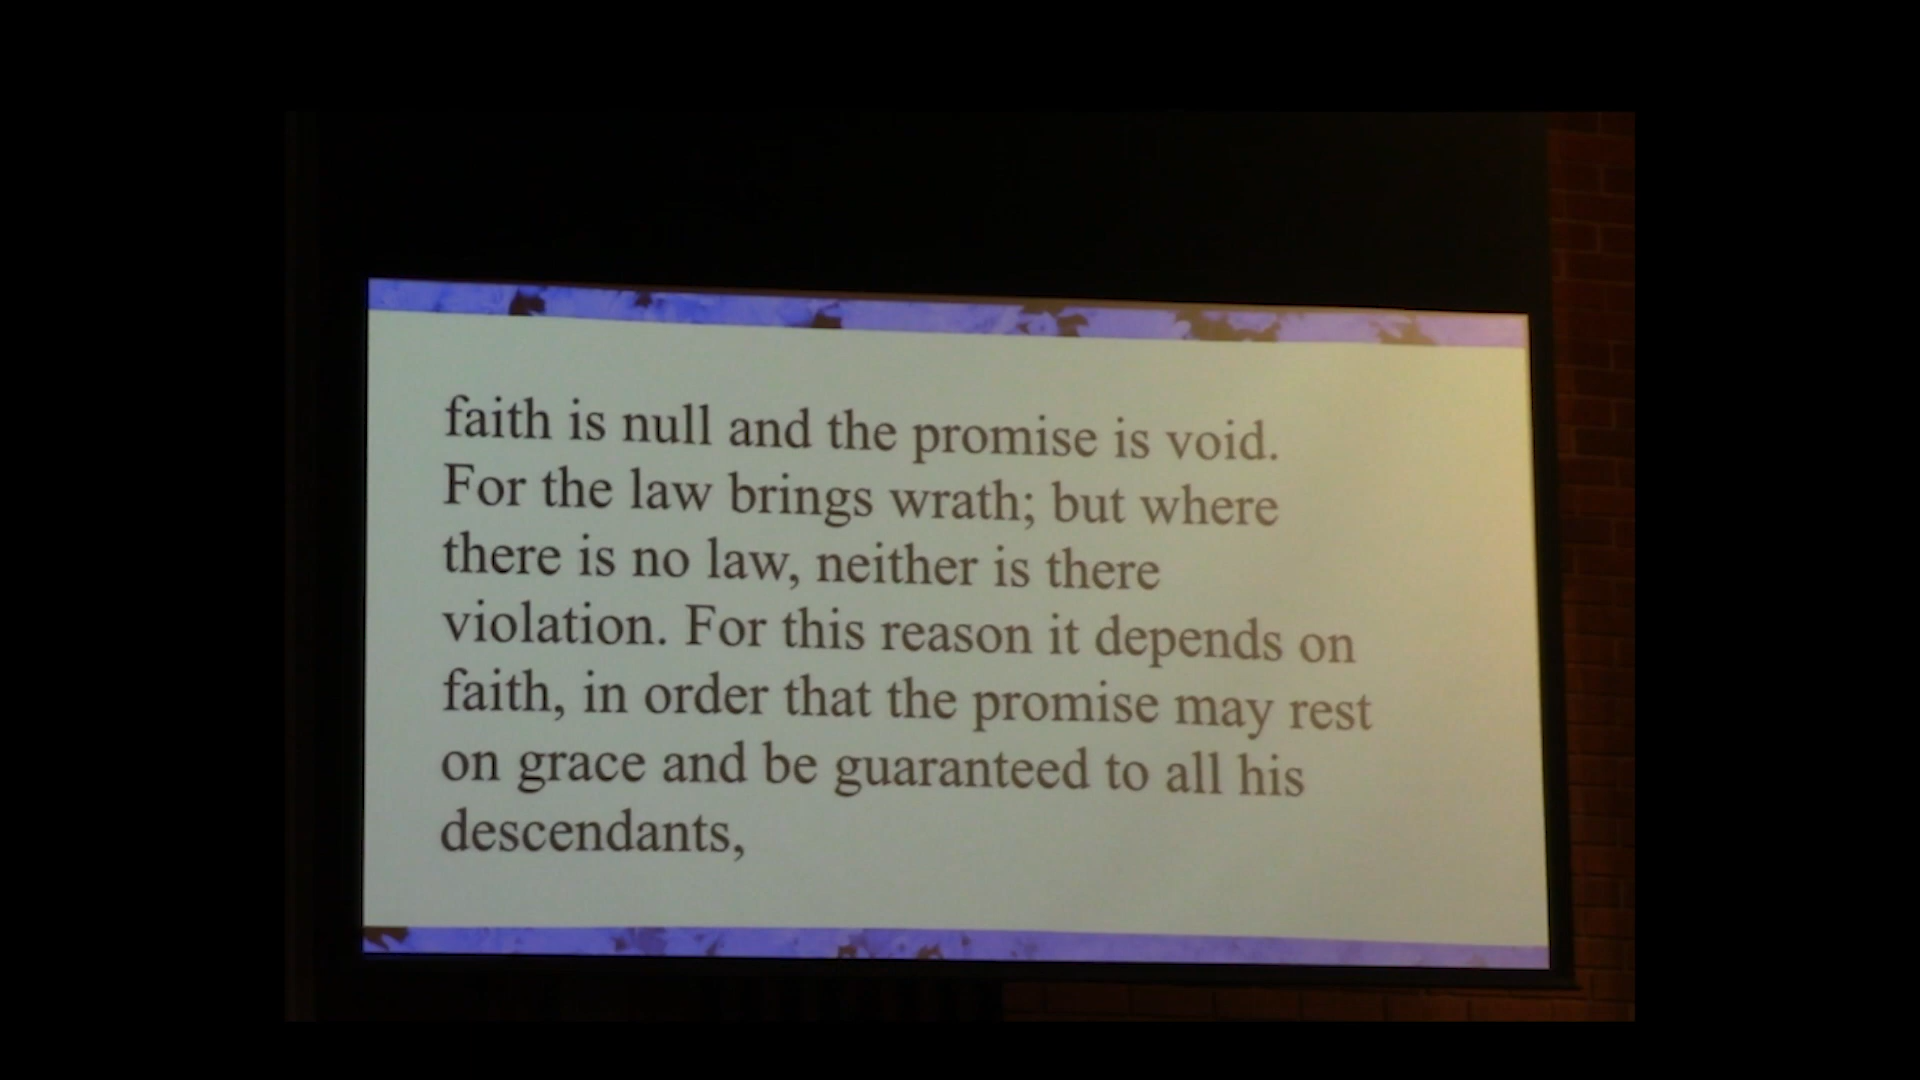 faith is null and the promise is void.
For the law brings wrath; but where
there is no law, neither is there
violation. For this reason it depends on
faith, in order that the promise may rest
on grace and be guaranteed to all his
descendants,